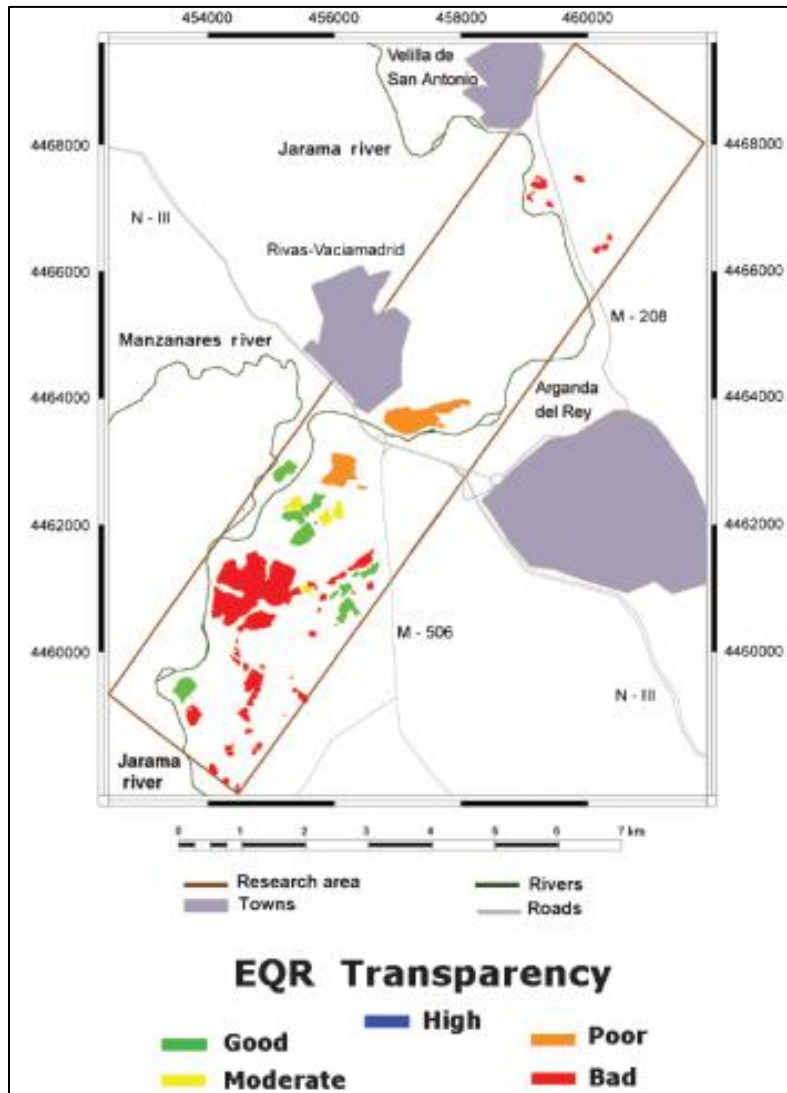 454000 456000 458000 460000
Velilla de
San Antonio
4468000 4468000
Jarama river
N - III
Rivas-Vaciamadrid
4466000 4466000
M - 208
Manzanares river
4464000 4464000
Arganda
del Rey
4462000 4462000
4460000 4460000
M - 506
N - III
Jarama
river
0 1 2 3 4 5 6 7 km
Research area Rivers
Towns Roads
EQR Transparency
High
Good Poor
Moderate Bad